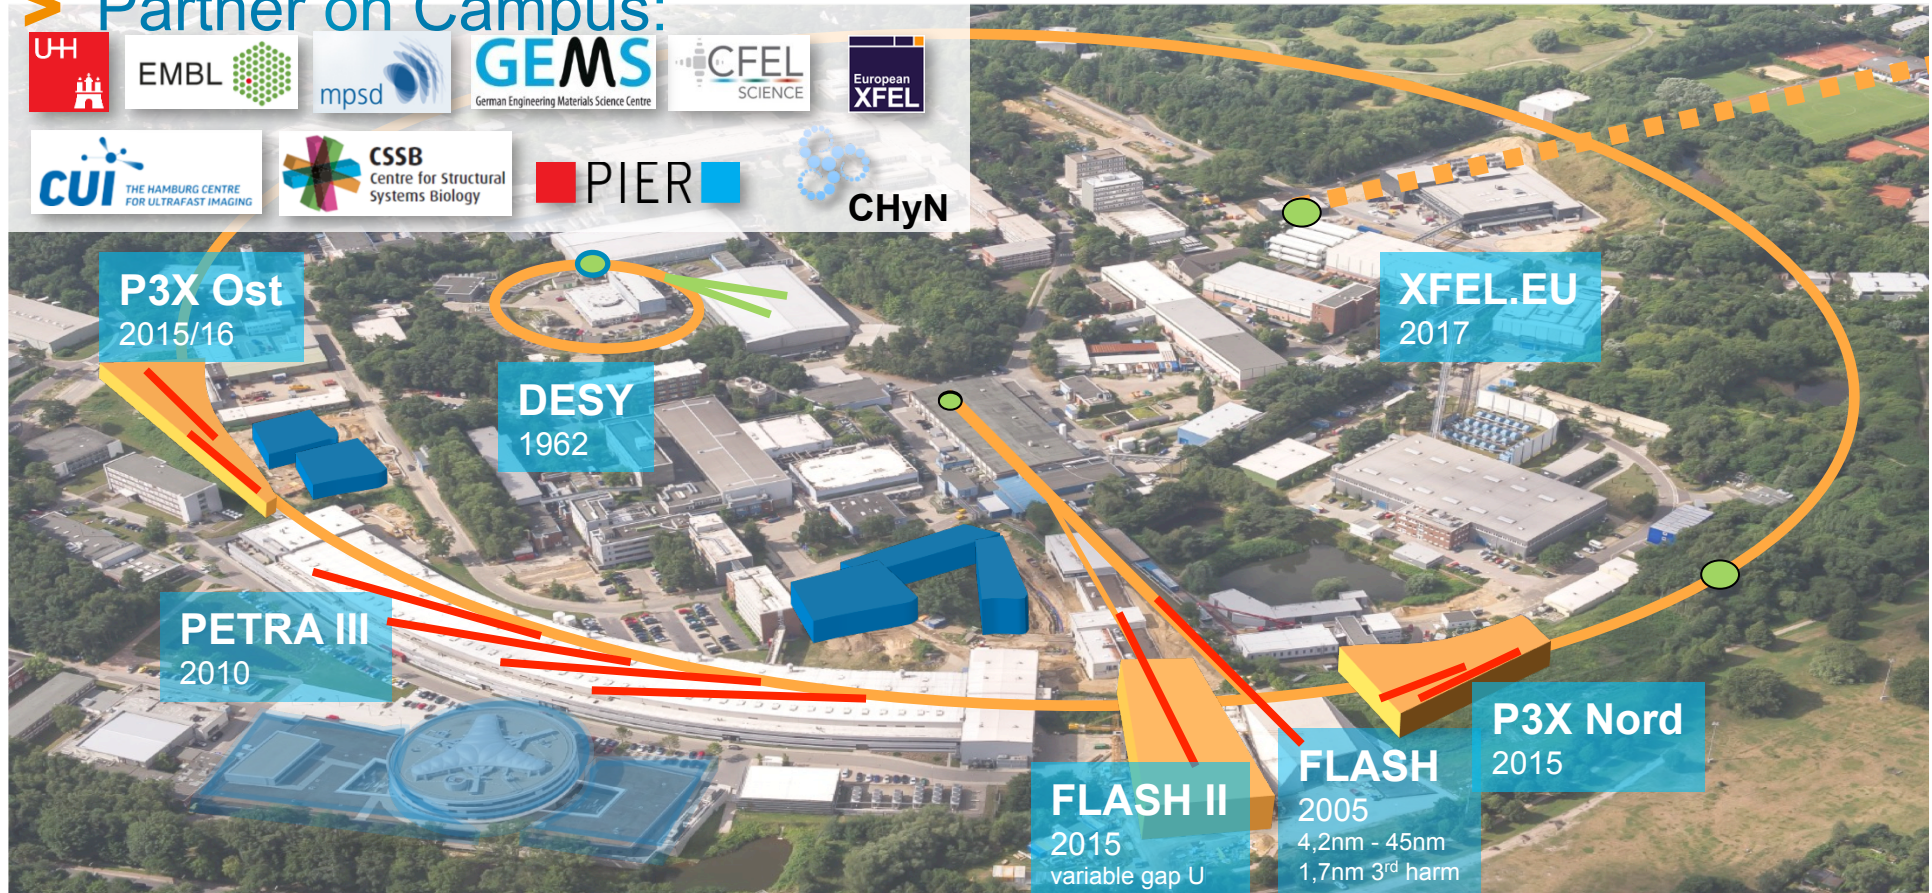 > Partner on Campus:
UHH
EMBL
mpsd
GEMS
German Engineering Materials Science Centre
CFEL
SCIENCE
European
XFEL
CUI
THE HAMBURG CENTRE
FOR ULTRAFAST IMAGING
CSSB
Centre for Structural
Systems Biology
PIER
CHyN
P3X Ost
2015/16
DESY
1962
XFEL.EU
2017
PETRA III
2010
FLASH II
2015
variable gap U
FLASH
2005
4,2nm - 45nm
1,7nm 3rd harm
P3X Nord
2015